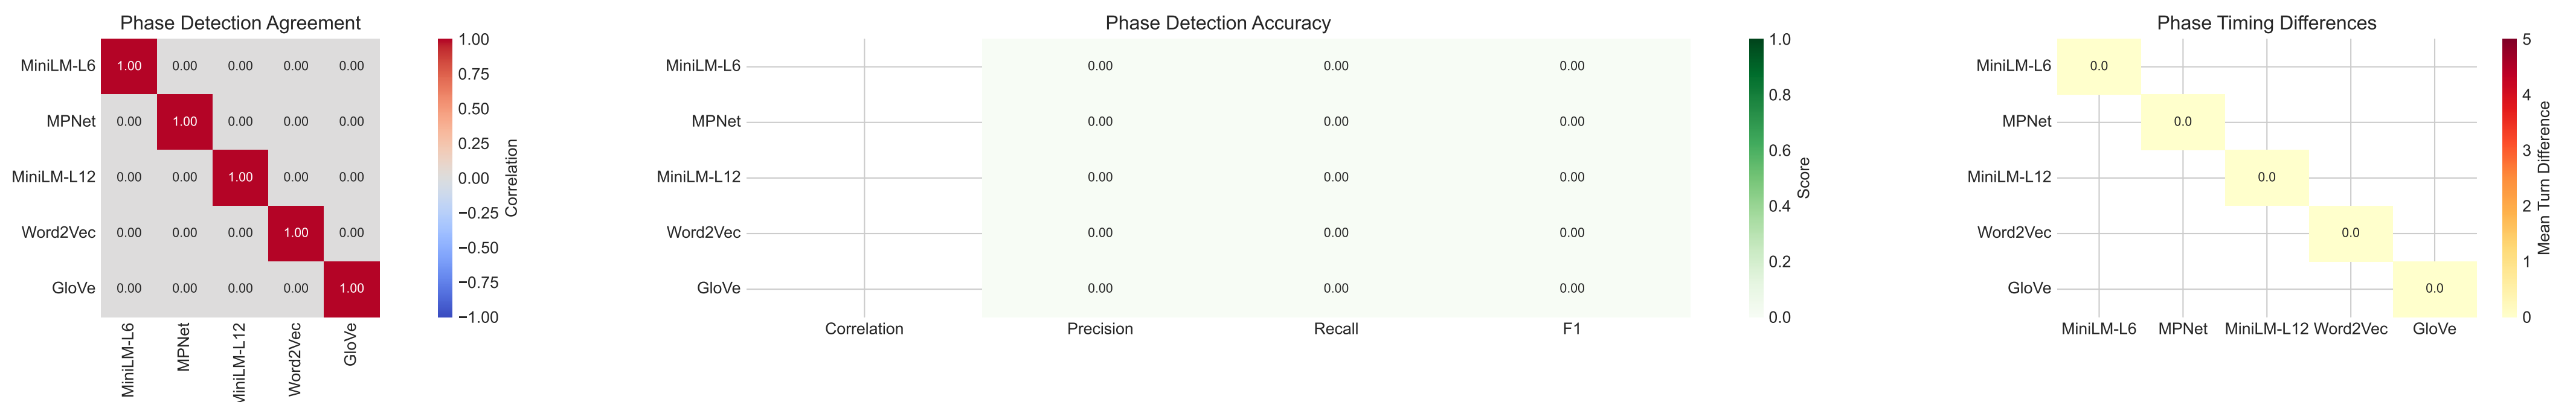 Phase Detection Agreement
MiniLM-L6 1.00 0.00 0.00 0.00 0.00
MPNet 0.00 1.00 0.00 0.00 0.00
MiniLM-L12 0.00 0.00 1.00 0.00 0.00
Word2Vec 0.00 0.00 0.00 1.00 0.00
GloVe 0.00 0.00 0.00 0.00 1.00
MiniLM-L6
MPNet
MiniLM-L12
Word2Vec
GloVe
1.00
0.75
0.50
0.25
0.00
−0.25
−0.50
−0.75
−1.00
Correlation
Phase Detection Accuracy
MiniLM-L6 0.00 0.00 0.00
MPNet 0.00 0.00 0.00
MiniLM-L12 0.00 0.00 0.00
Word2Vec 0.00 0.00 0.00
GloVe 0.00 0.00 0.00
Correlation Precision Recall F1
1.0
0.8
0.6
0.4
0.2
0.0
Score
Phase Timing Differences
MiniLM-L6 0.0
MPNet 0.0
MiniLM-L12 0.0
Word2Vec 0.0
GloVe 0.0
MiniLM-L6 MPNet MiniLM-L12 Word2Vec GloVe
5
4
3
2
1
0
Mean Turn Difference